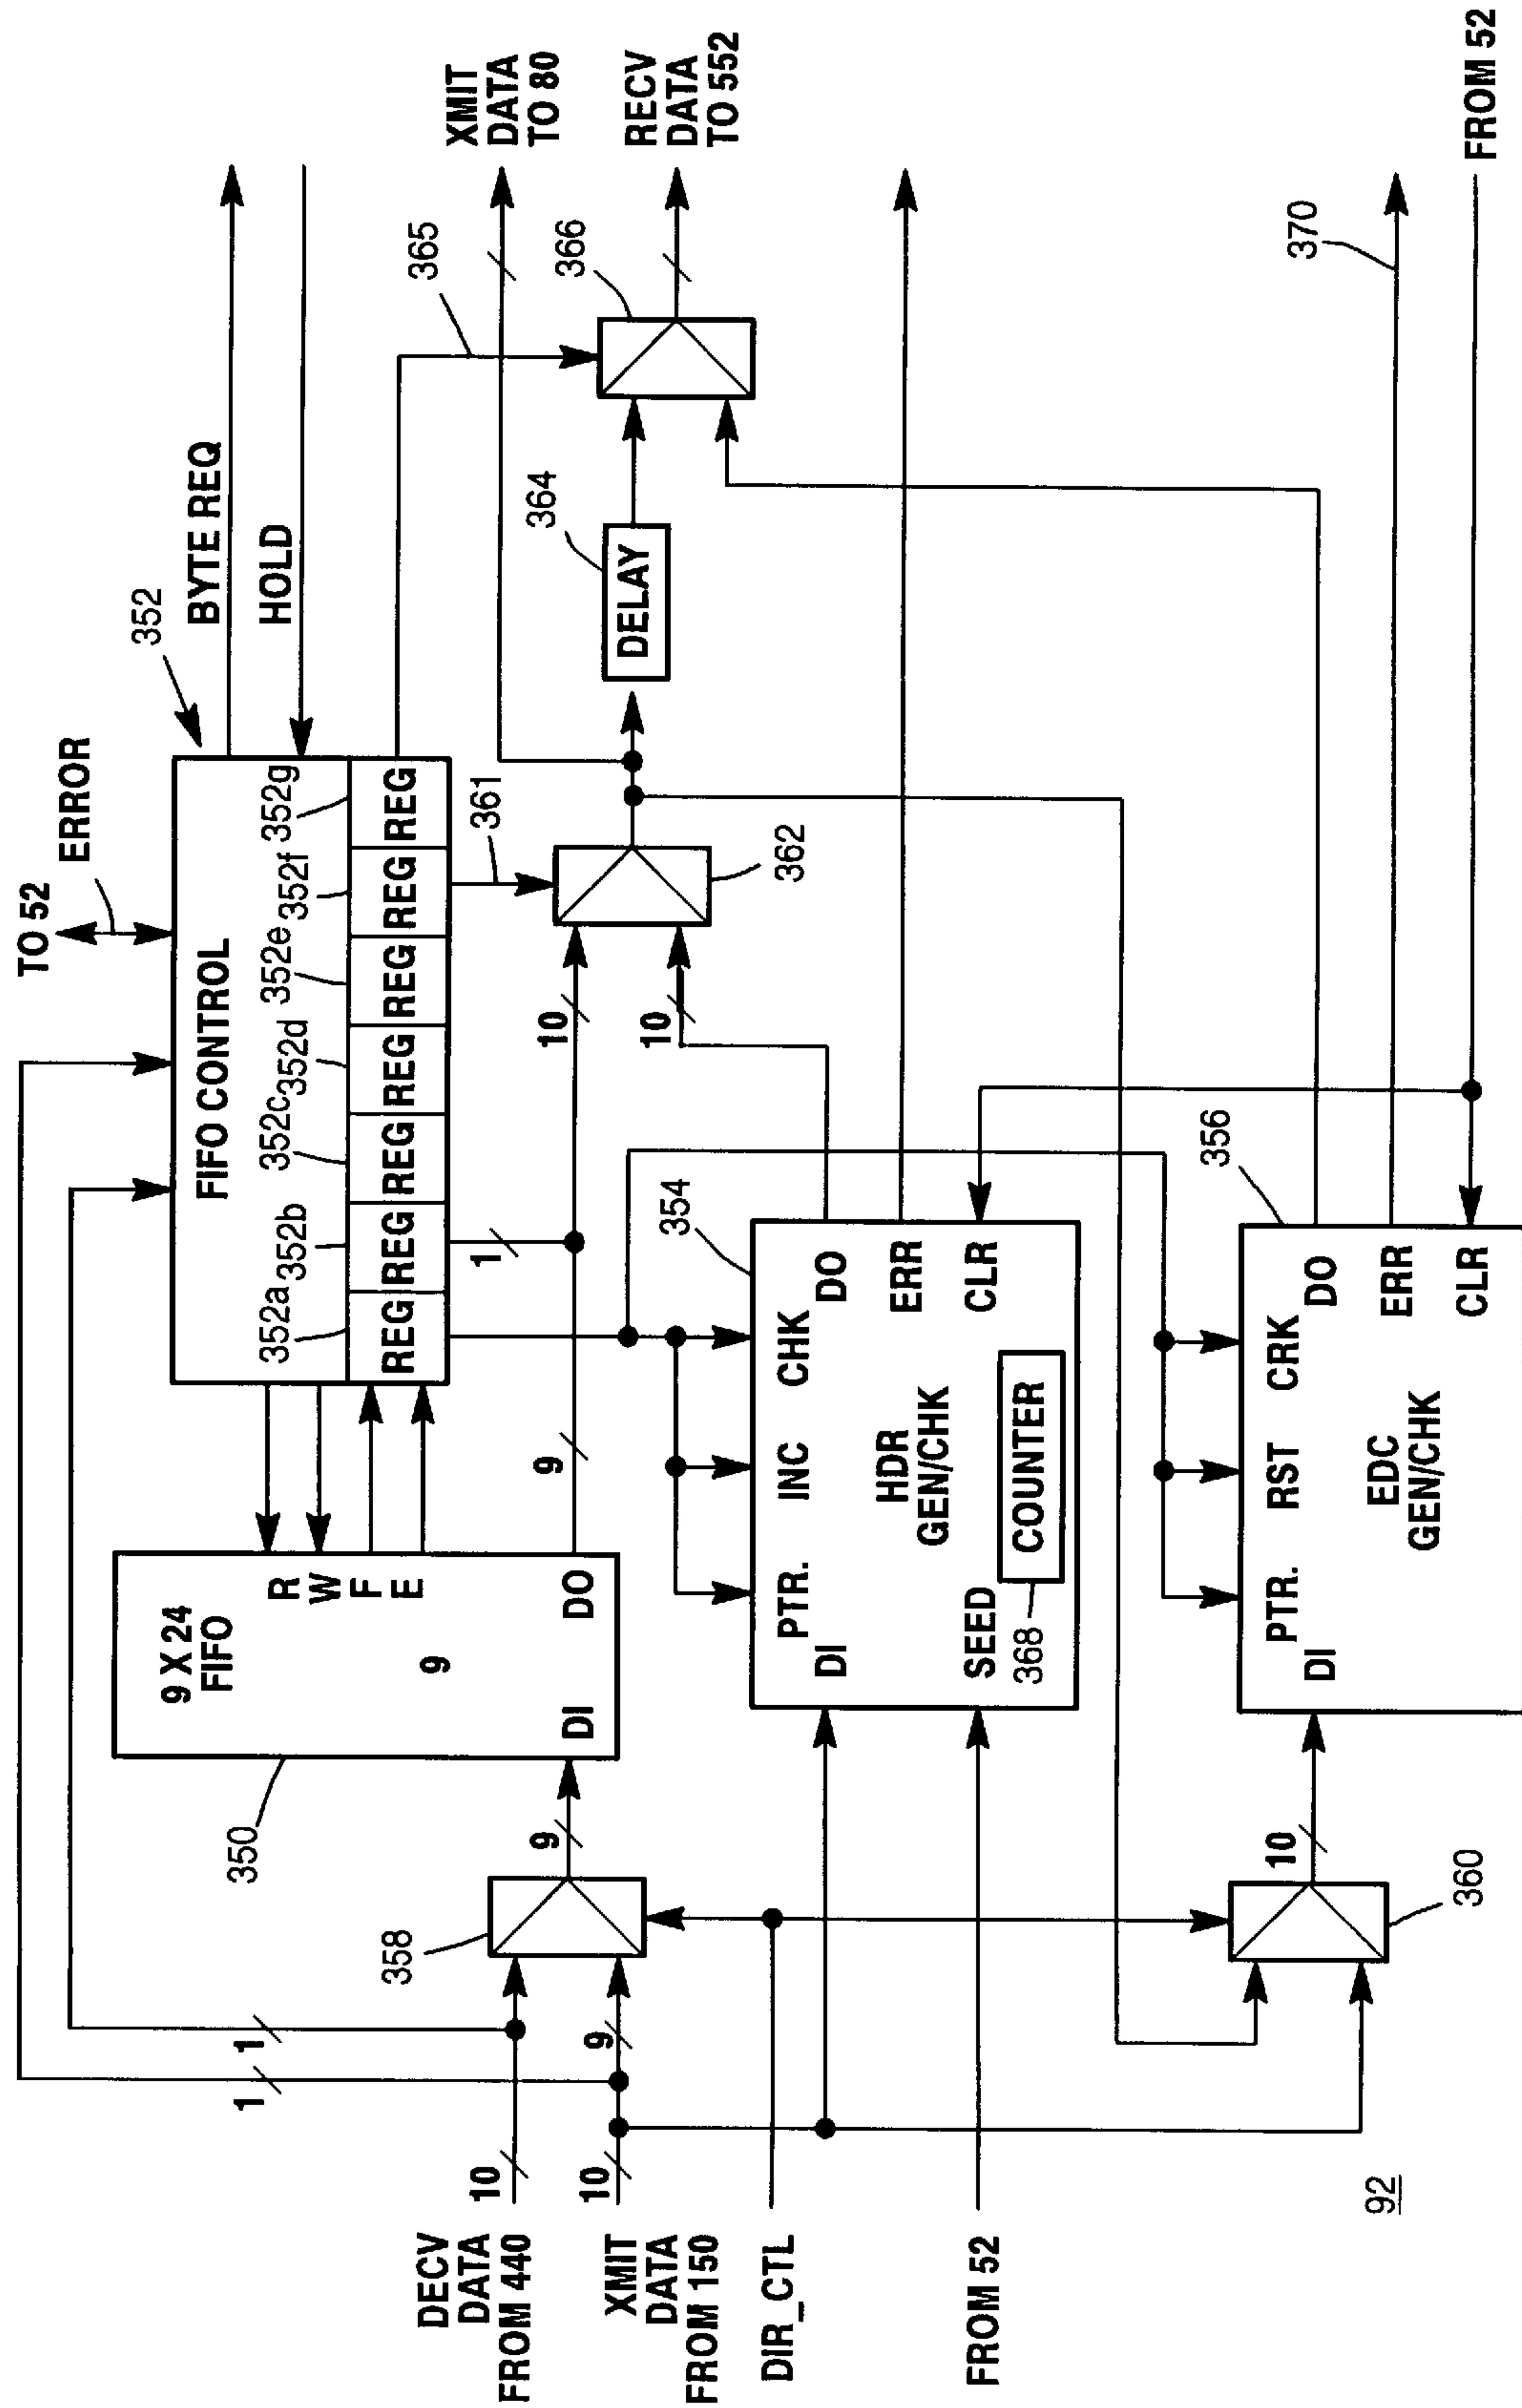 TO 52
ERROR
352
BYTE REQ
HOLD
FIFO CONTROL
352a
352b
352c
352d
352e
352f
352g
REG
REG
REG
REG
REG
REG
REG
9 X 24
FIFO
R
W
F
E
9
DI
DO
350
1
1
9
1
9
10
10
361
362
365
XMIT
DATA
TO 80
366
RECV
DATA
TO 552
364
DELAY
358
9
9
DECV
DATA
FROM 440
10
XMIT
DATA
FROM 150
10
DIR_CTL
FROM 52
354
PTR.
INC
CHK
DI
DO
HDR
GEN/CHK
ERR
SEED
COUNTER
368
CLR
356
PTR.
RST
CRK
DI
DO
EDC
GEN/CHK
ERR
CLR
10
360
370
FROM 52
92